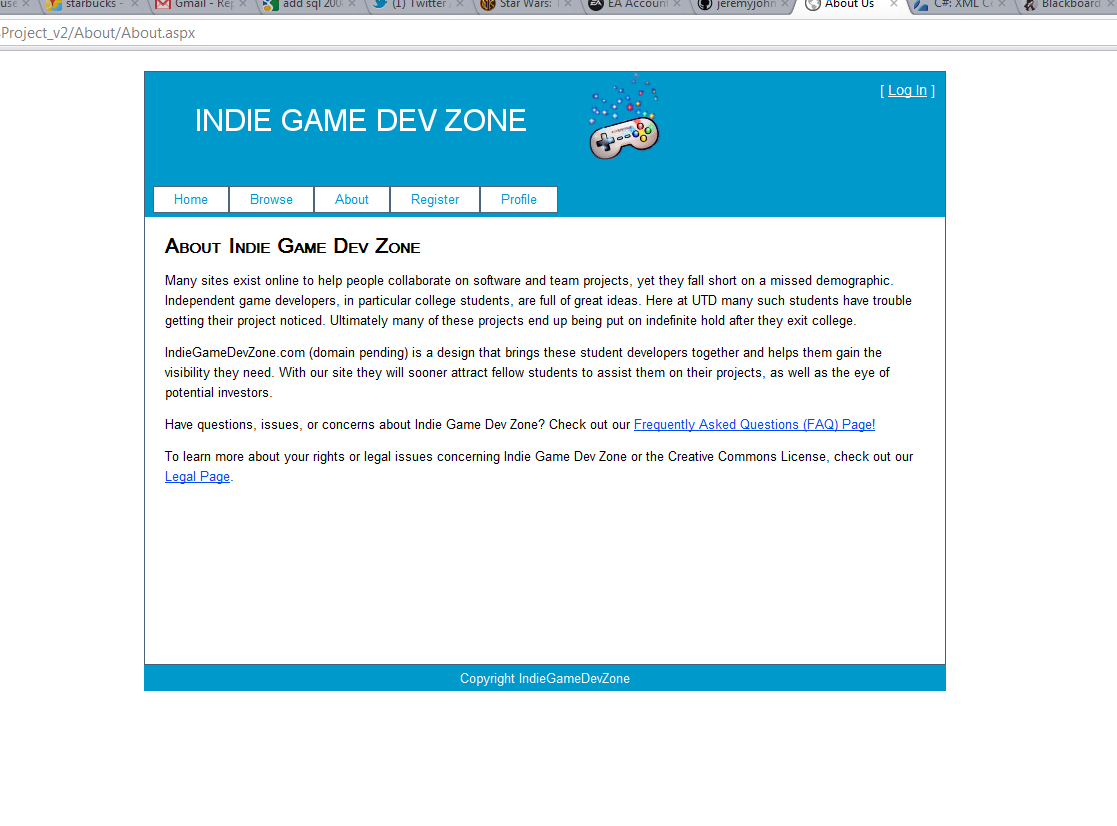 starbucks -
Gmail - Rep
add sql 200
(1) Twitter
Star Wars: T
EA Account
jeremyjohn
About Us
C#: XML Co
Blackboard
Project_v2/About/About.aspx
[ Log In ]
INDIE GAME DEV ZONE
Home
Browse
About
Register
Profile
About Indie Game Dev Zone
Many sites exist online to help people collaborate on software and team projects, yet they fall short on a missed demographic.
Independent game developers, in particular college students, are full of great ideas. Here at UTD many such students have trouble
getting their project noticed. Ultimately many of these projects end up being put on indefinite hold after they exit college.
IndieGameDevZone.com (domain pending) is a design that brings these student developers together and helps them gain the
visibility they need. With our site they will sooner attract fellow students to assist them on their projects, as well as the eye of
potential investors.
Have questions, issues, or concerns about Indie Game Dev Zone? Check out our Frequently Asked Questions (FAQ) Page!
To learn more about your rights or legal issues concerning Indie Game Dev Zone or the Creative Commons License, check out our
Legal Page.
Copyright IndieGameDevZone